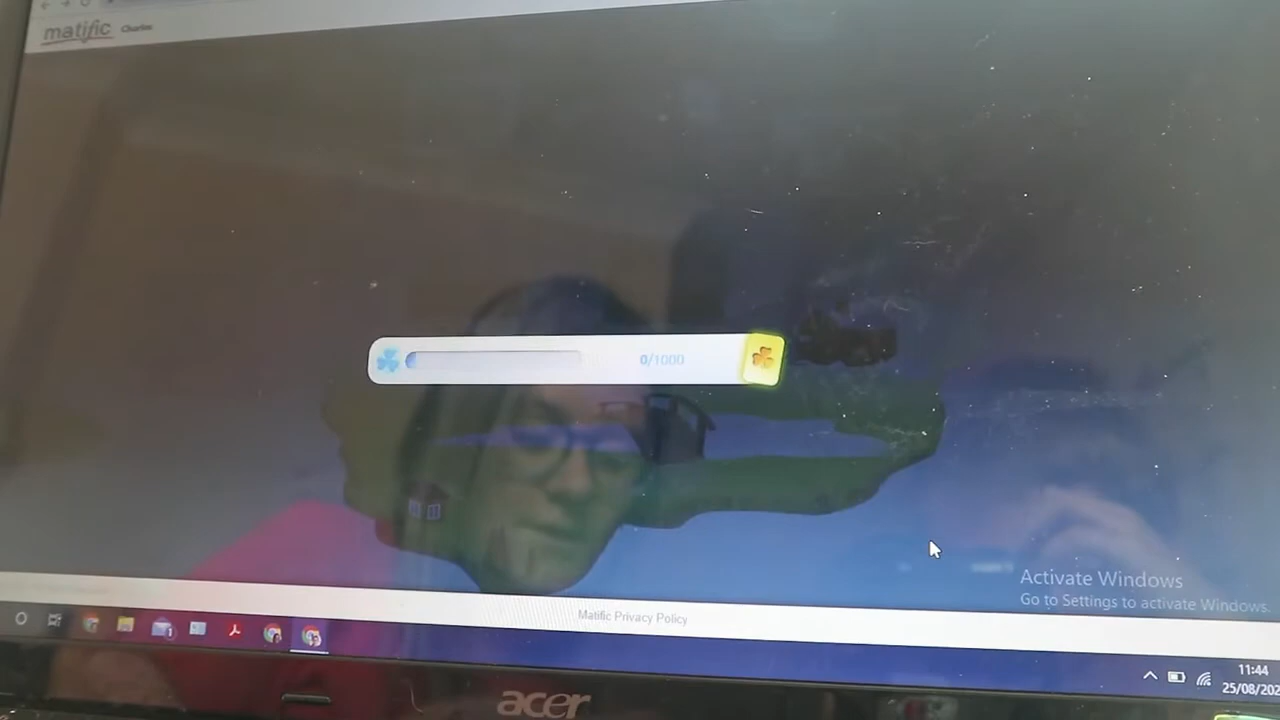 matific Charles
0/1000
Activate Windows
Go to Settings to activate Windows.
Matific Privacy Policy
11:44
25/08/202
acer